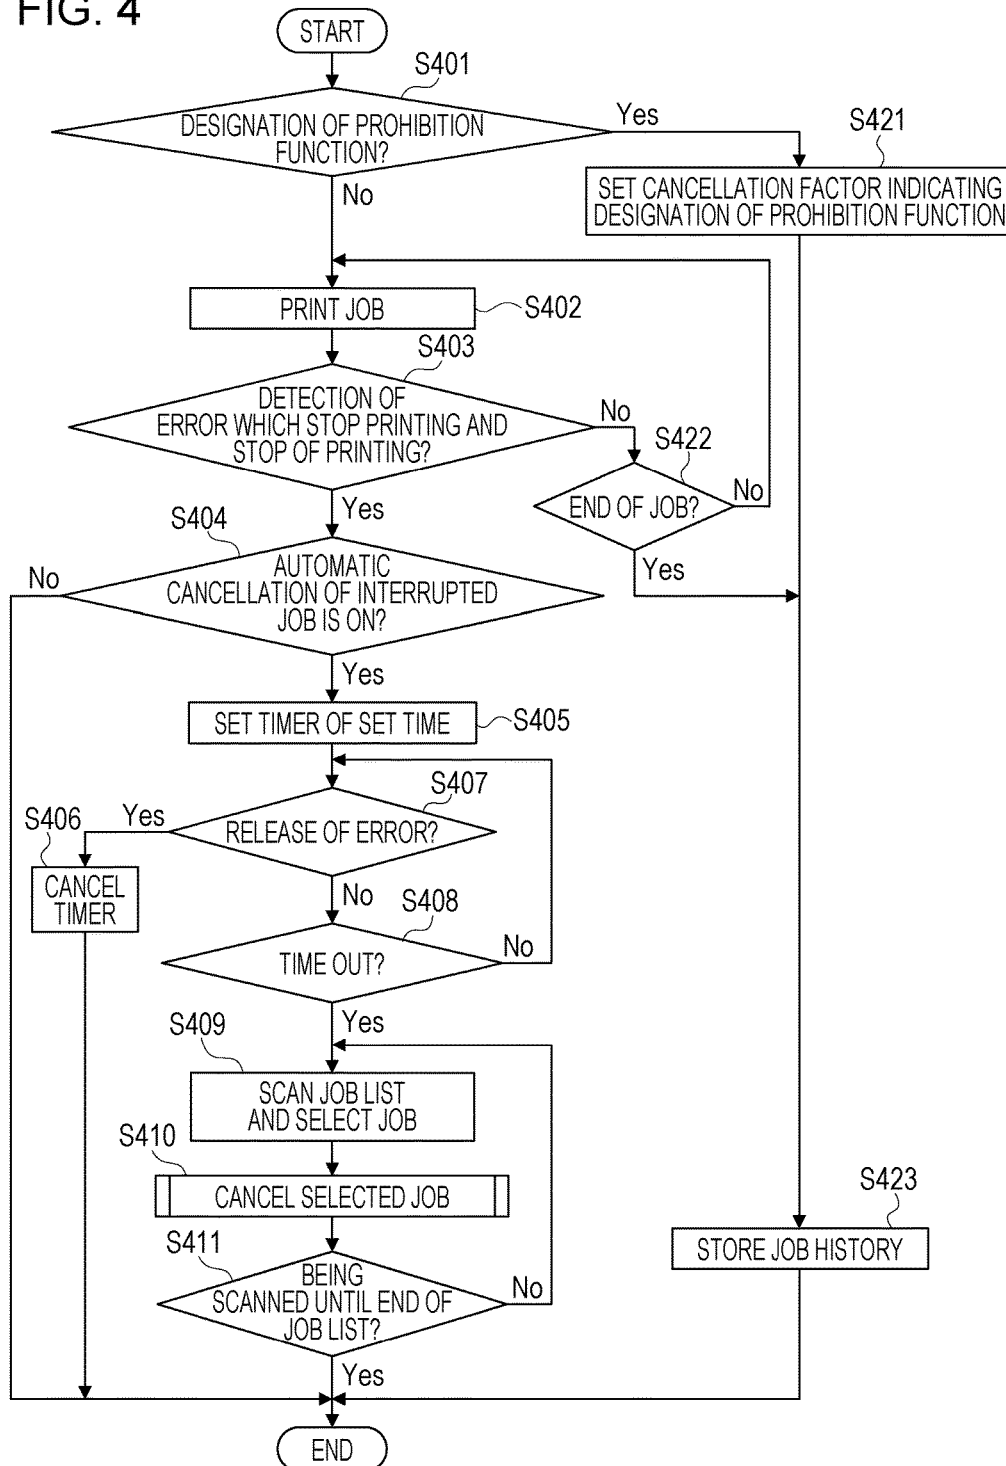 FIG. 4
START
S401
DESIGNATION OF PROHIBITION
FUNCTION?
Yes
S421
SET CANCELLATION FACTOR INDICATING
DESIGNATION OF PROHIBITION FUNCTION
No
PRINT JOB
S402
S403
DETECTION OF
ERROR WHICH STOP PRINTING AND
STOP OF PRINTING?
No
S422
END OF JOB?
No
Yes
Yes
S404
AUTOMATIC
CANCELLATION OF INTERRUPTED
JOB IS ON?
No
Yes
SET TIMER OF SET TIME
S405
S407
RELEASE OF ERROR?
Yes
S406
CANCEL
TIMER
No
S408
TIME OUT?
No
Yes
S409
SCAN JOB LIST
AND SELECT JOB
S410
CANCEL SELECTED JOB
S411
BEING
SCANNED UNTIL END OF
JOB LIST?
No
S423
STORE JOB HISTORY
Yes
END